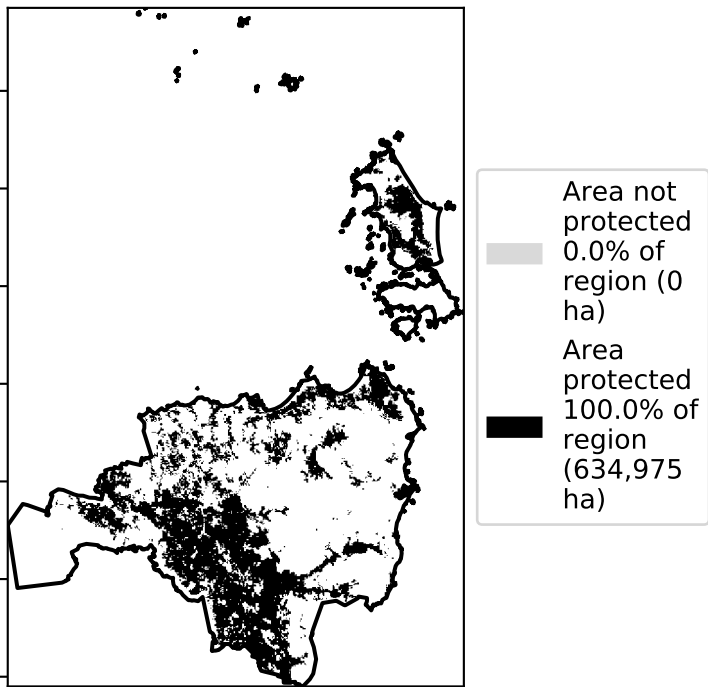 Area not
protected
0.0% of
region (0
ha)
Area
protected
100.0% of
region
(634,975
ha)